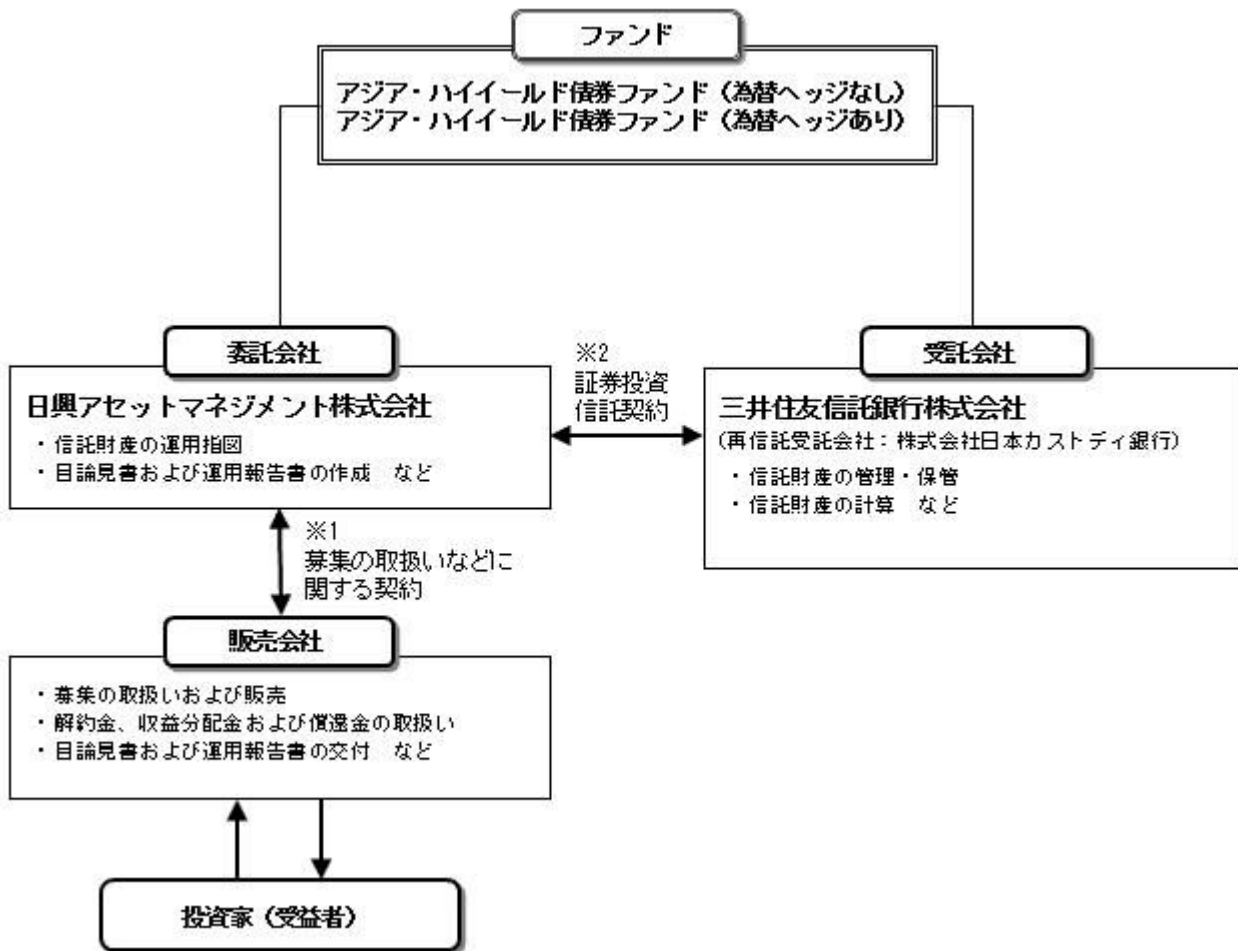 ファンド
アジア・ハイイールド債券ファンド（為替ヘッジなし）
アジア・ハイイールド債券ファンド（為替ヘッジあり）
委託会社
日興アセットマネジメント株式会社
・信託財産の運用指図
・目論見書および運用報告書の作成　など
※2
証券投資
信託契約
受託会社
三井住友信託銀行株式会社
（再信託受託会社：株式会社日本カストディ銀行）
・信託財産の管理・保管
・信託財産の計算　など
※1
募集の取扱いなどに
関する契約
販売会社
・募集の取扱いおよび販売
・解約金、収益分配金および償還金の取扱い
・目論見書および運用報告書の交付　など
投資家（受益者）